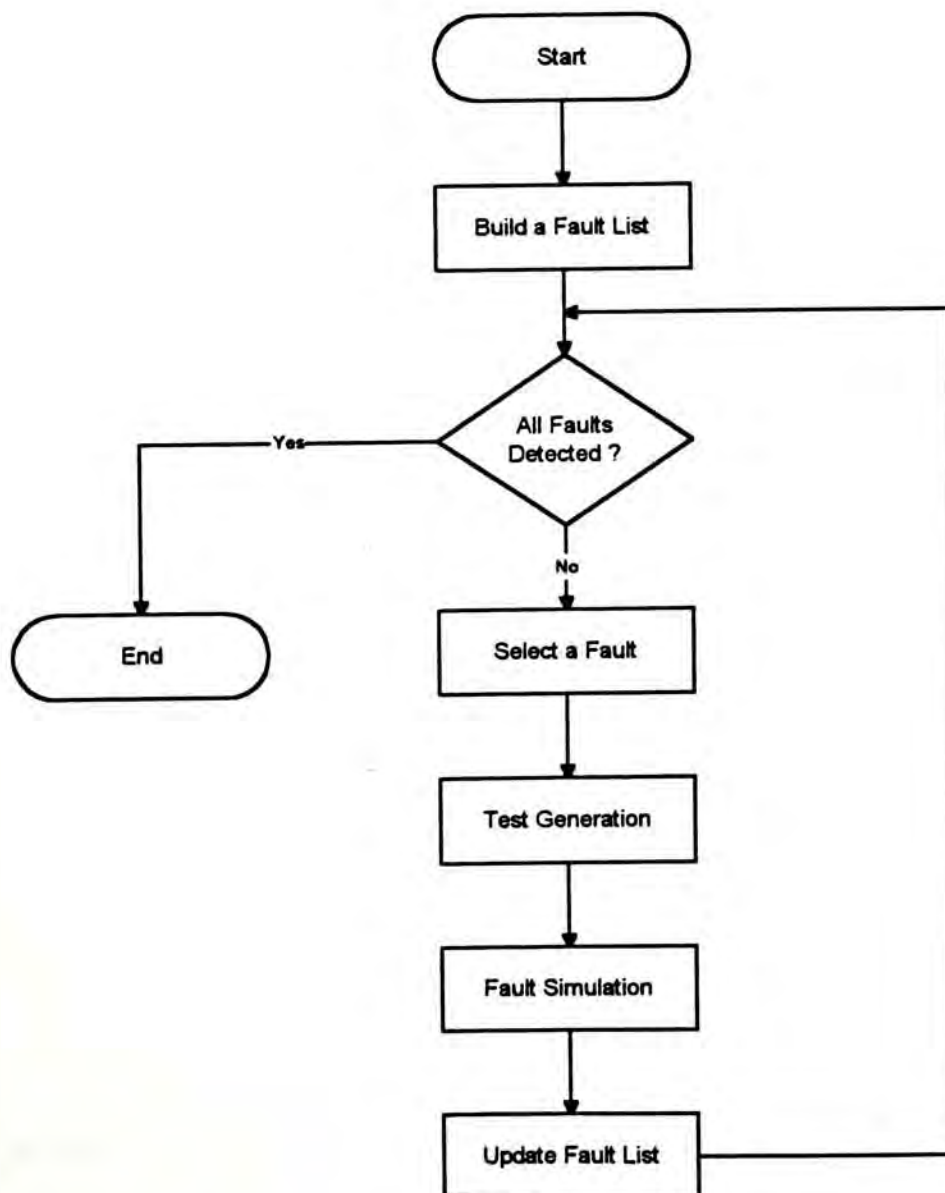 Start
Build a Fault List
All Faults
Detected ?
Yes
No
End
Select a Fault
Test Generation
Fault Simulation
Update Fault List